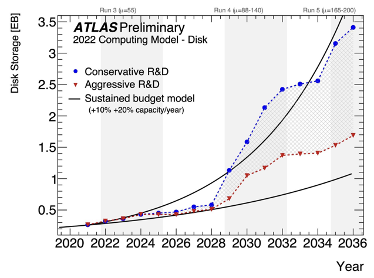 Run 3 (μ=55)
Run 4 (μ=88-140)
Run 5 (μ=165-200)
ATLAS Preliminary
2022 Computing Model - Disk
Conservative R&D
Aggressive R&D
Sustained budget model
(+10% +20% capacity/year)
Disk Storage [EB]
3.5
3
2.5
2
1.5
1
0.5
2020 2022 2024 2026 2028 2030 2032 2034 2036
Year